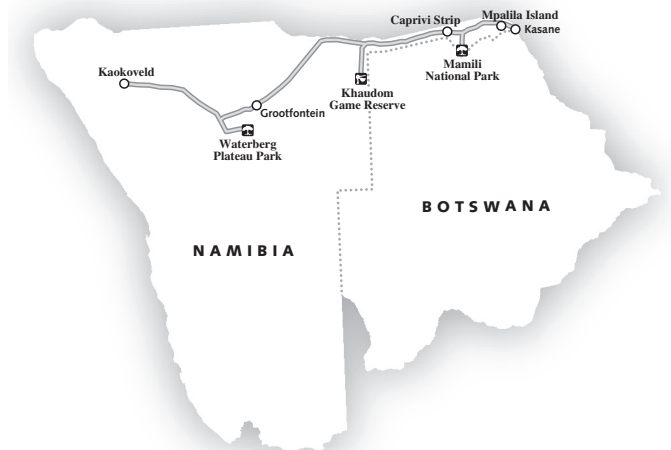 Caprivi Strip
Mpalila Island
Kasane
Kaokoveld
Mamili
National Park
Grootfontein
Khaudom
Game Reserve
Waterberg
Plateau Park
BOTSWANA
NAMIBIA